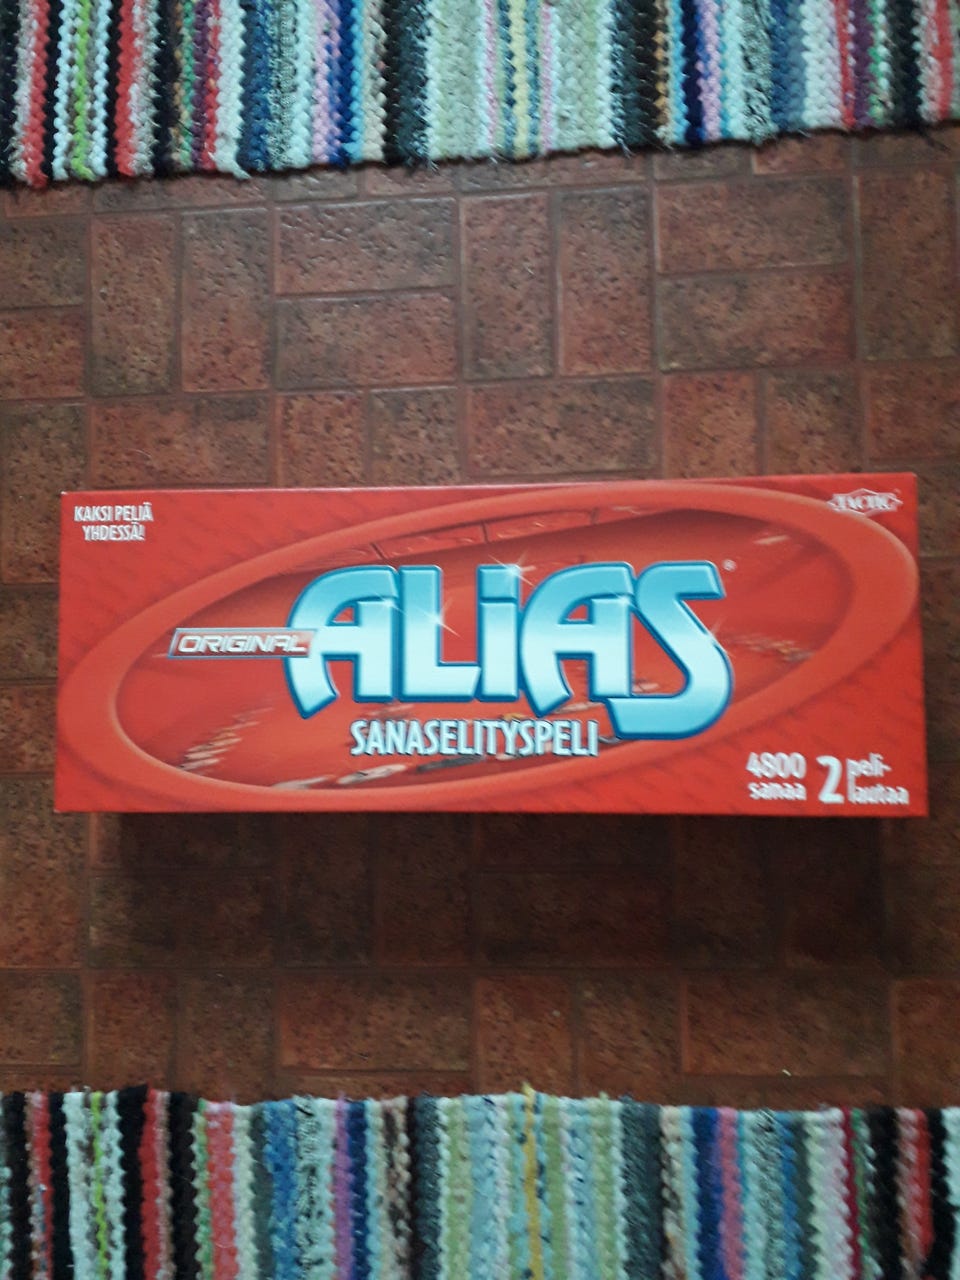 KAKSI PELIÄ
YHDESSÄ!
TACTIC
ORIGINAL
ALiAS®
SANASELITYSPELI
4800
sanaa
2
peli-
lautaa